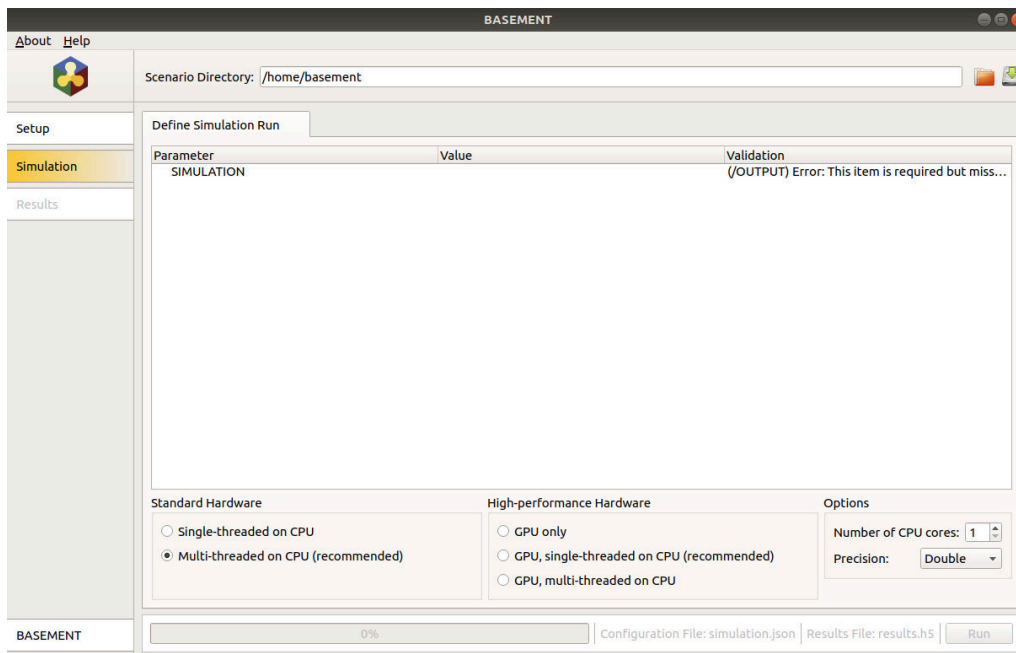 BASEMENT
About Help
Scenario Directory: /home/basement
Setup
Simulation
Results
Define Simulation Run
Parameter Value Validation
SIMULATION (/OUTPUT) Error: This item is required but miss...
Standard Hardware
Single-threaded on CPU
Multi-threaded on CPU (recommended)
High-performance Hardware
GPU only
GPU, single-threaded on CPU (recommended)
GPU, multi-threaded on CPU
Options
Number of CPU cores: 1
Precision: Double
BASEMENT
0% Configuration File: simulation.json Results File: results.h5 Run